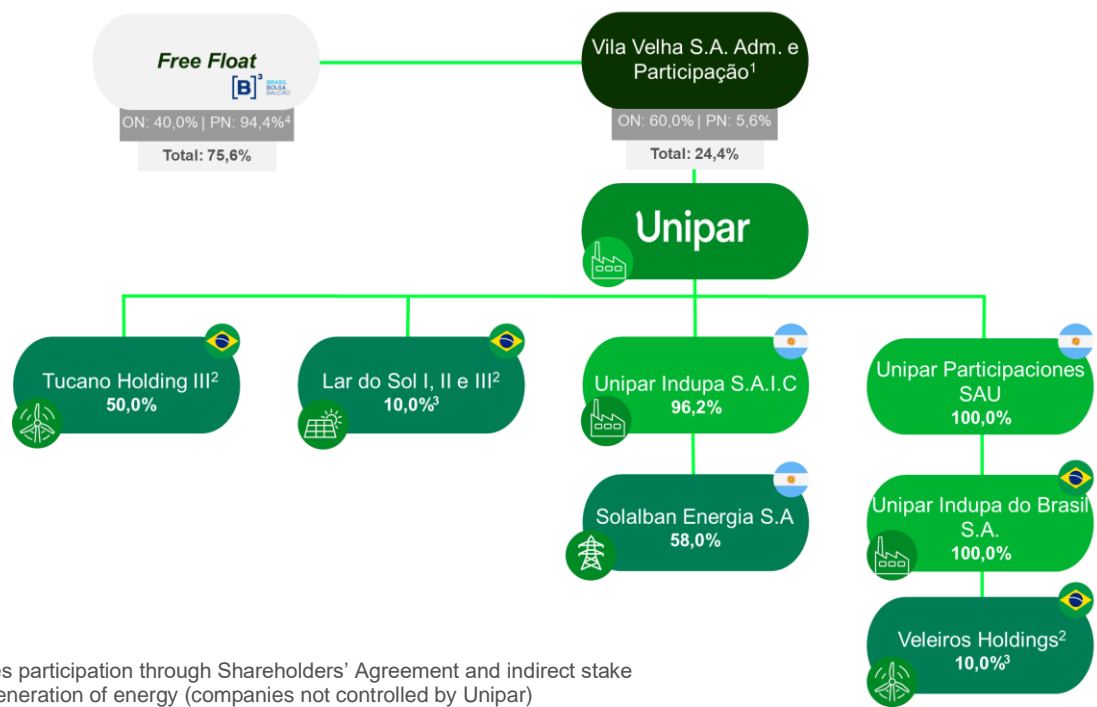 Free Float
[B]³ BRASIL
BOLSA
BALCÃO
ON: 40,0% | PN: 94,4%⁴
Total: 75,6%
Vila Velha S.A. Adm. e
Participação¹
ON: 60,0% | PN: 5,6%
Total: 24,4%
Unipar
Tucano Holding III²
50,0%
Lar do Sol I, II e III²
10,0%³
Unipar Indupa S.A.I.C
96,2%
Unipar Participaciones
SAU
100,0%
Solalban Energia S.A
58,0%
Unipar Indupa do Brasil
S.A.
100,0%
Veleiros Holdings²
10,0%³
es participation through Shareholders' Agreement and indirect stake
eneration of energy (companies not controlled by Unipar)